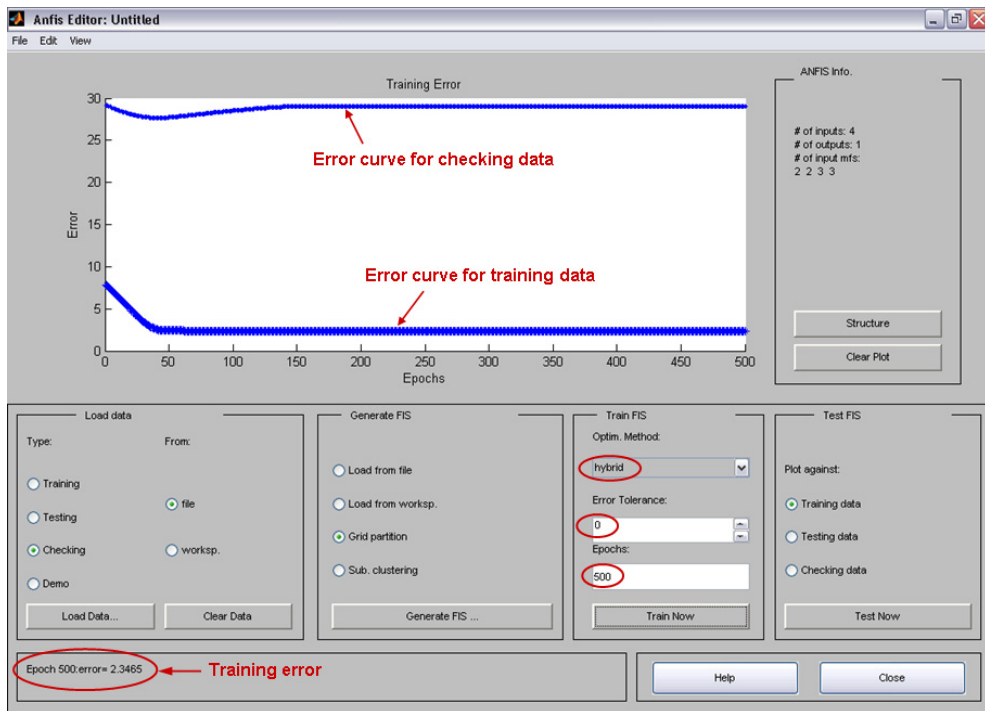 Anfis Editor: Untitled
File Edit View
Training Error
30
25
20
15
10
5
0
Error
0 50 100 150 200 250 300 350 400 450 500
Epochs
Error curve for checking data
Error curve for training data
ANFIS Info.
# of inputs: 4
# of outputs: 1
# of input mfs:
2 2 3 3
Structure
Clear Plot
Load data
Type:
From:
Training
Testing
Checking
Demo
file
worksp.
Load Data...
Clear Data
Generate FIS
Load from file
Load from worksp.
Grid partition
Sub. clustering
Generate FIS ...
Train FIS
Optim. Method:
hybrid
Error Tolerance:
0
Epochs:
500
Train Now
Test FIS
Plot against:
Training data
Testing data
Checking data
Test Now
Epoch 500:error= 2.3465
Training error
Help
Close